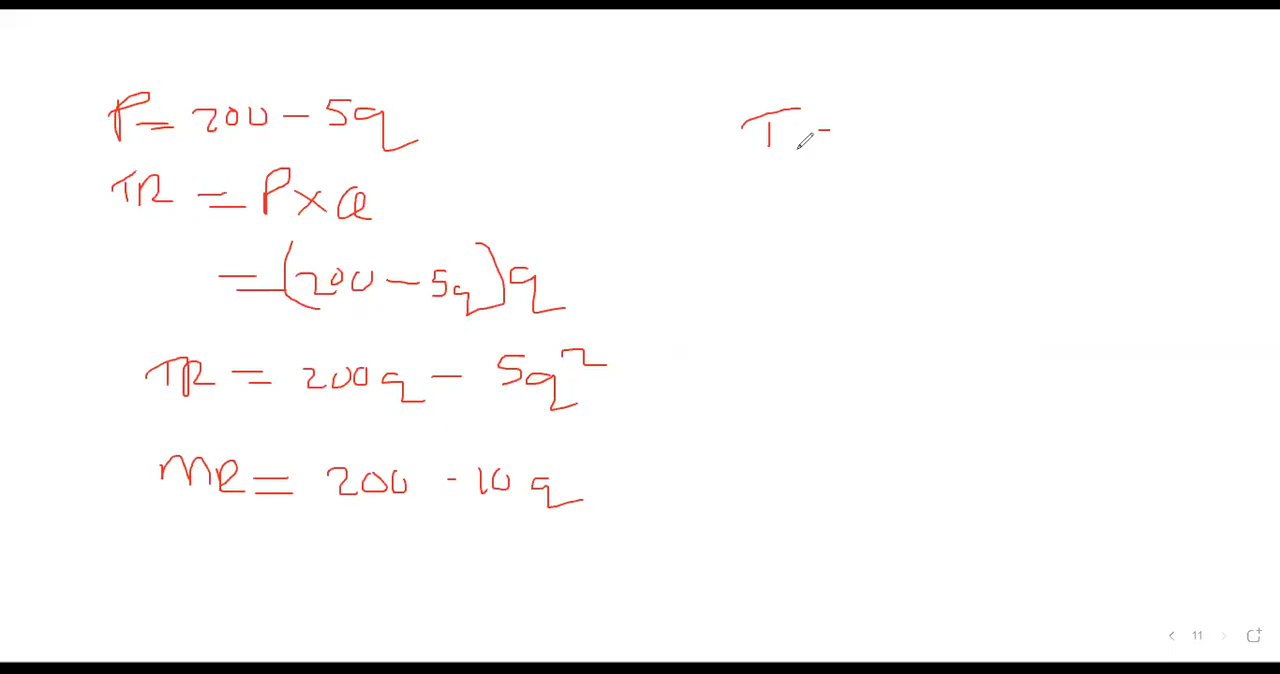 P = 200 - 5q
TR = P x Q
= (200 - 5q)q
TR = 200q - 5q²
MR = 200 - 10q
T
11